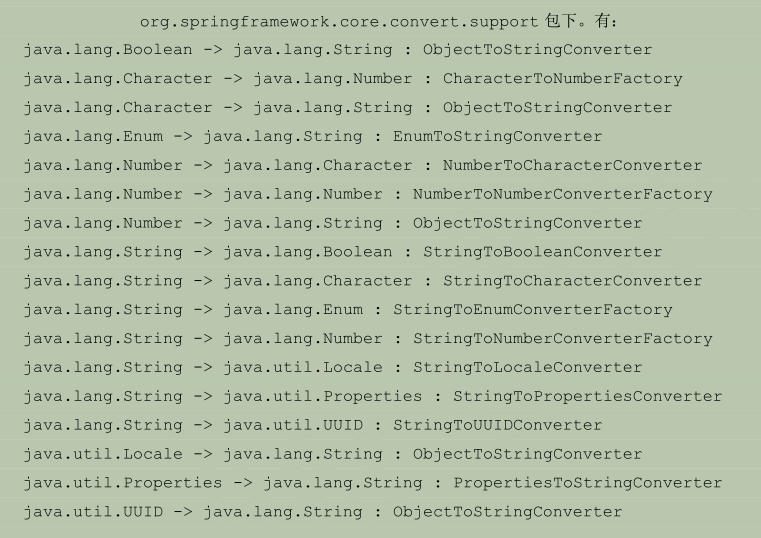 org.springframework.core.convert.support 包下。有:
java.lang.Boolean -> java.lang.String : ObjectToStringConverter
java.lang.Character -> java.lang.Number : CharacterToNumberFactory
java.lang.Character -> java.lang.String : ObjectToStringConverter
java.lang.Enum -> java.lang.String : EnumToStringConverter
java.lang.Number -> java.lang.Character : NumberToCharacterConverter
java.lang.Number -> java.lang.Number : NumberToNumberConverterFactory
java.lang.Number -> java.lang.String : ObjectToStringConverter
java.lang.String -> java.lang.Boolean : StringToBooleanConverter
java.lang.String -> java.lang.Character : StringToCharacterConverter
java.lang.String -> java.lang.Enum : StringToEnumConverterFactory
java.lang.String -> java.lang.Number : StringToNumberConverterFactory
java.lang.String -> java.util.Locale : StringToLocaleConverter
java.lang.String -> java.util.Properties : StringToPropertiesConverter
java.lang.String -> java.util.UUID : StringToUUIDConverter
java.util.Locale -> java.lang.String : ObjectToStringConverter
java.util.Properties -> java.lang.String : PropertiesToStringConverter
java.util.UUID -> java.lang.String : ObjectToStringConverter